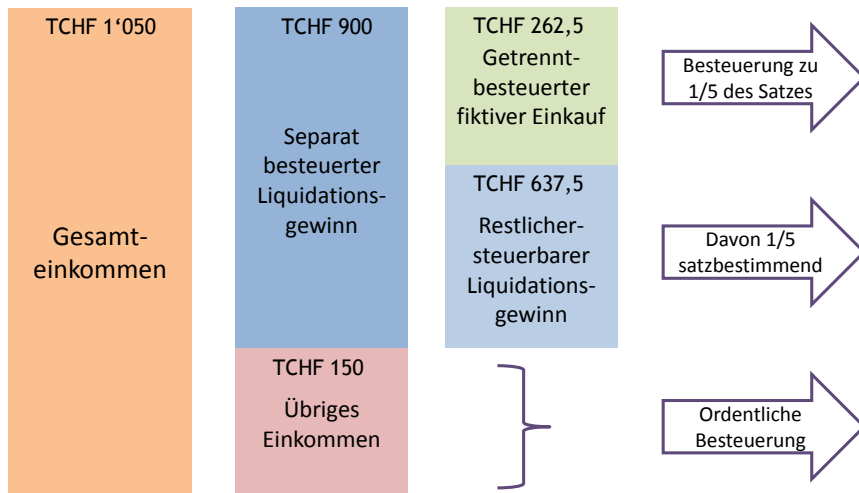 TCHF 1‘050
Gesamt-
einkommen
TCHF 900
Separat
besteuerter
Liquidations-
gewinn
TCHF 150
Übriges
Einkommen
TCHF 262,5
Getrennt-
besteuerter
fiktiver Einkauf
TCHF 637,5
Restlicher-
steuerbarer
Liquidations-
gewinn
Besteuerung zu
1/5 des Satzes
Davon 1/5
satzbestimmend
Ordentliche
Besteuerung